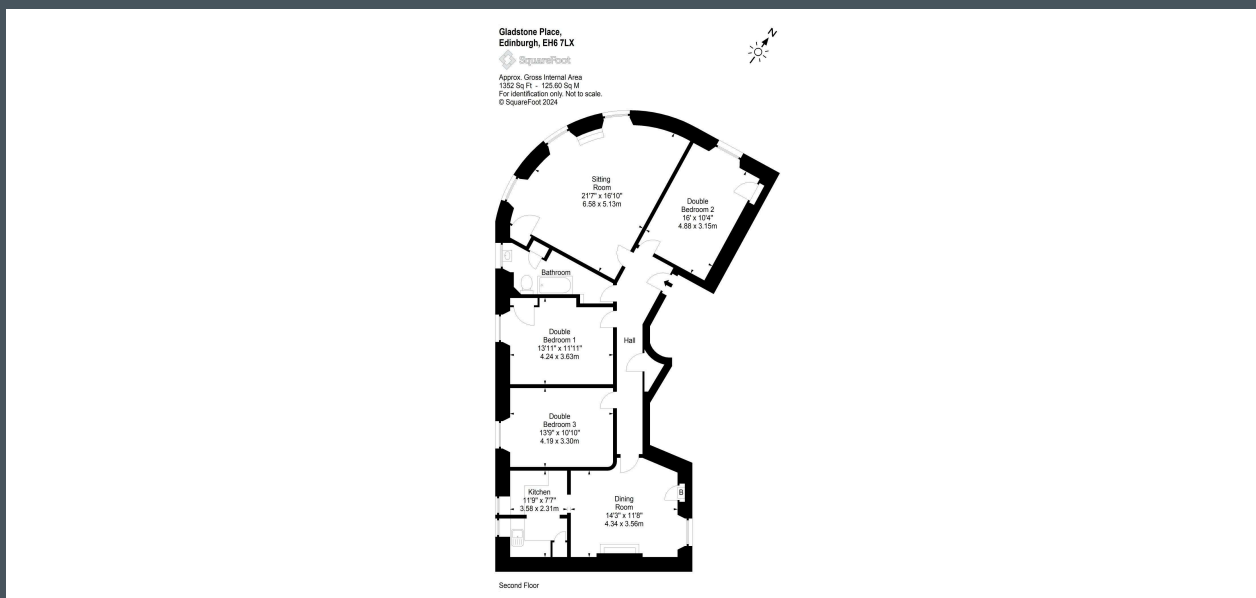 Gladstone Place,
Edinburgh, EH6 7LX
SquareFoot
Approx. Gross Internal Area
1352 Sq Ft - 125.60 Sq M
For identification only. Not to scale.
© SquareFoot 2024
N
Sitting
Room
21'7" x 16'10"
6.58 x 5.13m
Double
Bedroom 2
16' x 10'4"
4.88 x 3.15m
Bathroom
Double
Bedroom 1
13'11" x 11'11"
4.24 x 3.63m
Hall
Double
Bedroom 3
13'9" x 10'10"
4.19 x 3.30m
Kitchen
11'9" x 7'7"
3.58 x 2.31m
Dining
Room
14'3" x 11'8"
4.34 x 3.56m
B
Second Floor